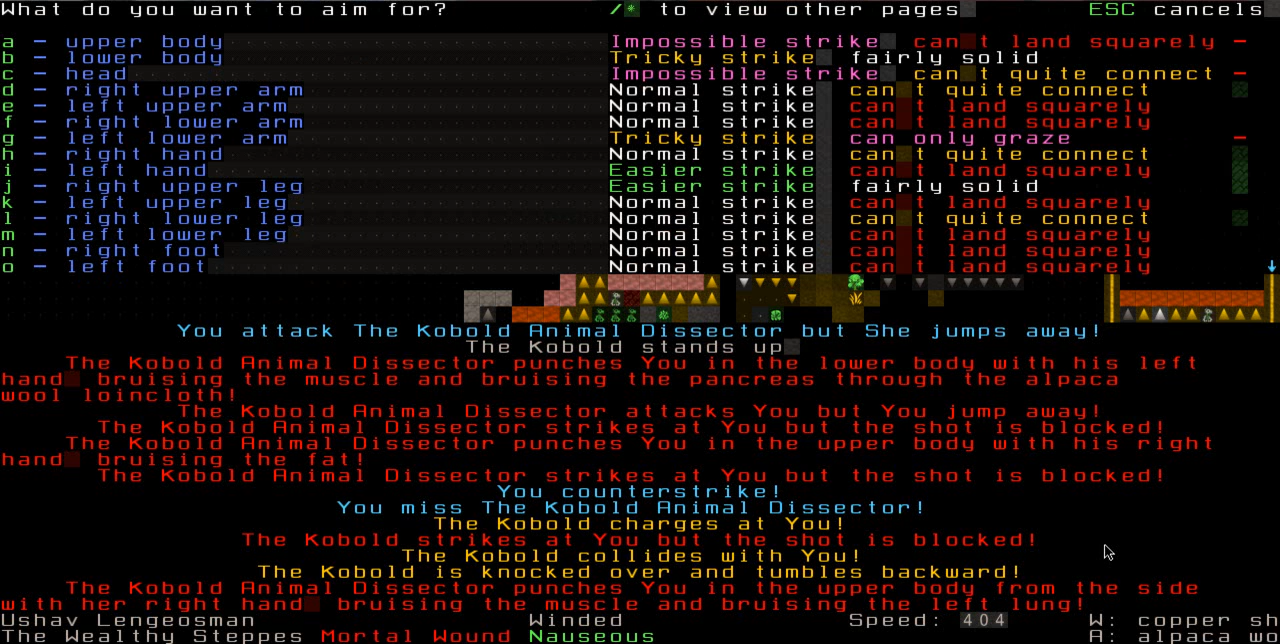 What do you want to aim for? /* to view other pages ESC cancels
a - upper body Impossible strike can't land squarely -
b - lower body Tricky strike fairly solid
c - head Impossible strike can't quite connect -
d - right upper arm Normal strike can't quite connect
e - left upper arm Normal strike can't land squarely
f - right lower arm Normal strike can't land squarely
g - left lower arm Tricky strike can only graze -
h - right hand Normal strike can't quite connect
i - left hand Easier strike can't land squarely
j - right upper leg Easier strike fairly solid
k - left upper leg Normal strike can't land squarely
l - right lower leg Normal strike can't quite connect
m - left lower leg Normal strike can't land squarely
n - right foot Normal strike can't land squarely
o - left foot Normal strike can't land squarely
You attack The Kobold Animal Dissector but She jumps away!
The Kobold stands up
The Kobold Animal Dissector punches You in the lower body with his left
hand bruising the muscle and bruising the pancreas through the alpaca
wool loincloth!
The Kobold Animal Dissector attacks You but You jump away!
The Kobold Animal Dissector strikes at You but the shot is blocked!
The Kobold Animal Dissector punches You in the upper body with his right
hand bruising the fat!
The Kobold Animal Dissector strikes at You but the shot is blocked!
You counterstrike!
You miss The Kobold Animal Dissector!
The Kobold charges at You!
The Kobold strikes at You but the shot is blocked!
The Kobold collides with You!
The Kobold is knocked over and tumbles backward!
The Kobold Animal Dissector punches You in the upper body from the side
with her right hand bruising the muscle and bruising the left lung!
Ushav Lengeosman Winded Speed: 404 W: copper sh
The Wealthy Steppes Mortal Wound Nauseous A: alpaca wo